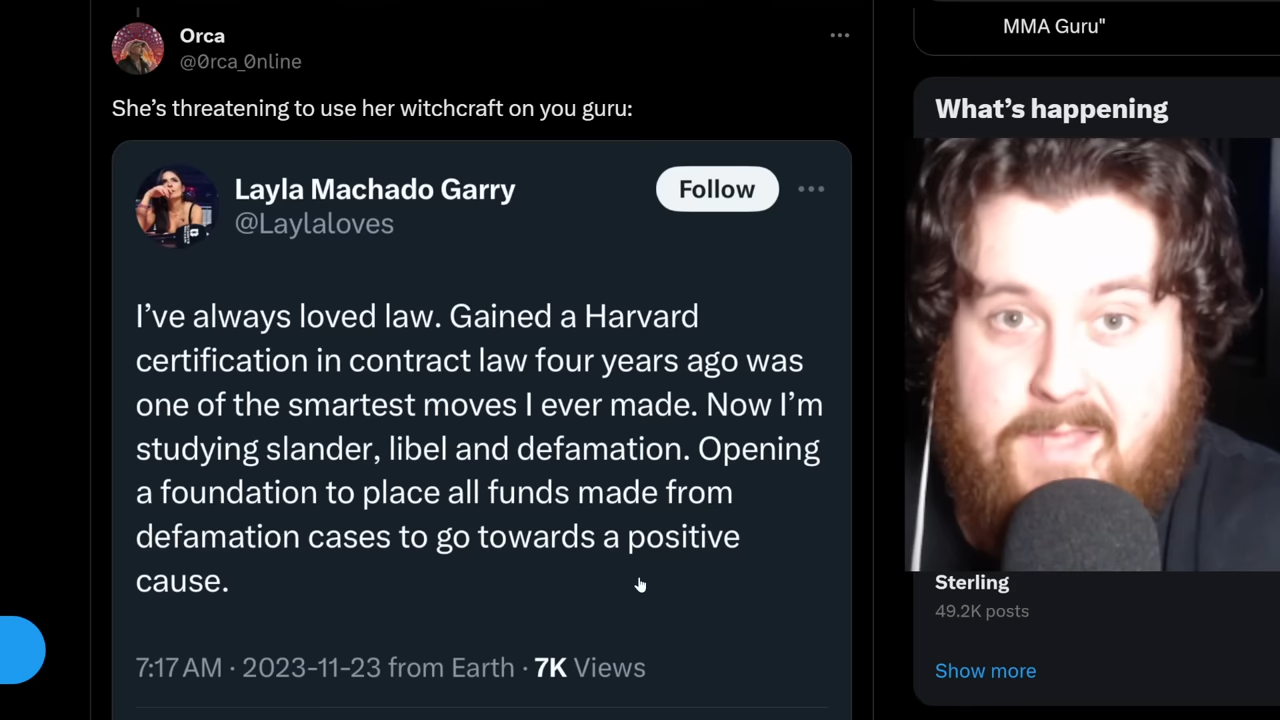 Orca
@0rca_0nline
She’s threatening to use her witchcraft on you guru:
Layla Machado Garry
@Laylaloves
Follow
I’ve always loved law. Gained a Harvard
certification in contract law four years ago was
one of the smartest moves I ever made. Now I’m
studying slander, libel and defamation. Opening
a foundation to place all funds made from
defamation cases to go towards a positive
cause.
7:17 AM · 2023-11-23 from Earth · 7K Views
MMA Guru"
What’s happening
Sterling
49.2K posts
Show more